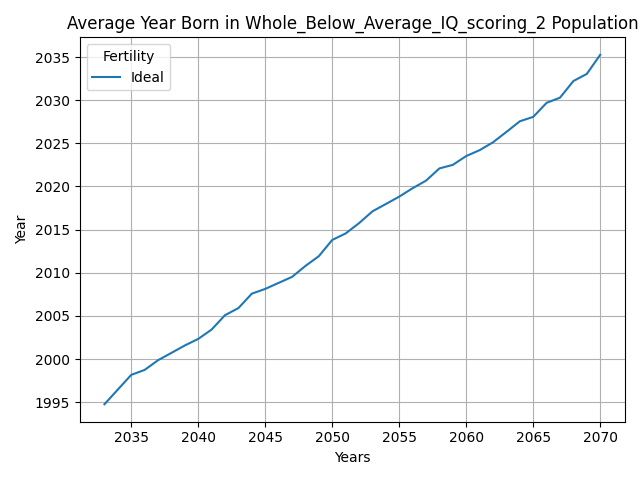 Average Year Born in Whole_Below_Average_IQ_scoring_2 Population
Fertility
Ideal
Year
2035
2030
2025
2020
2015
2010
2005
2000
1995
2035 2040 2045 2050 2055 2060 2065 2070
Years